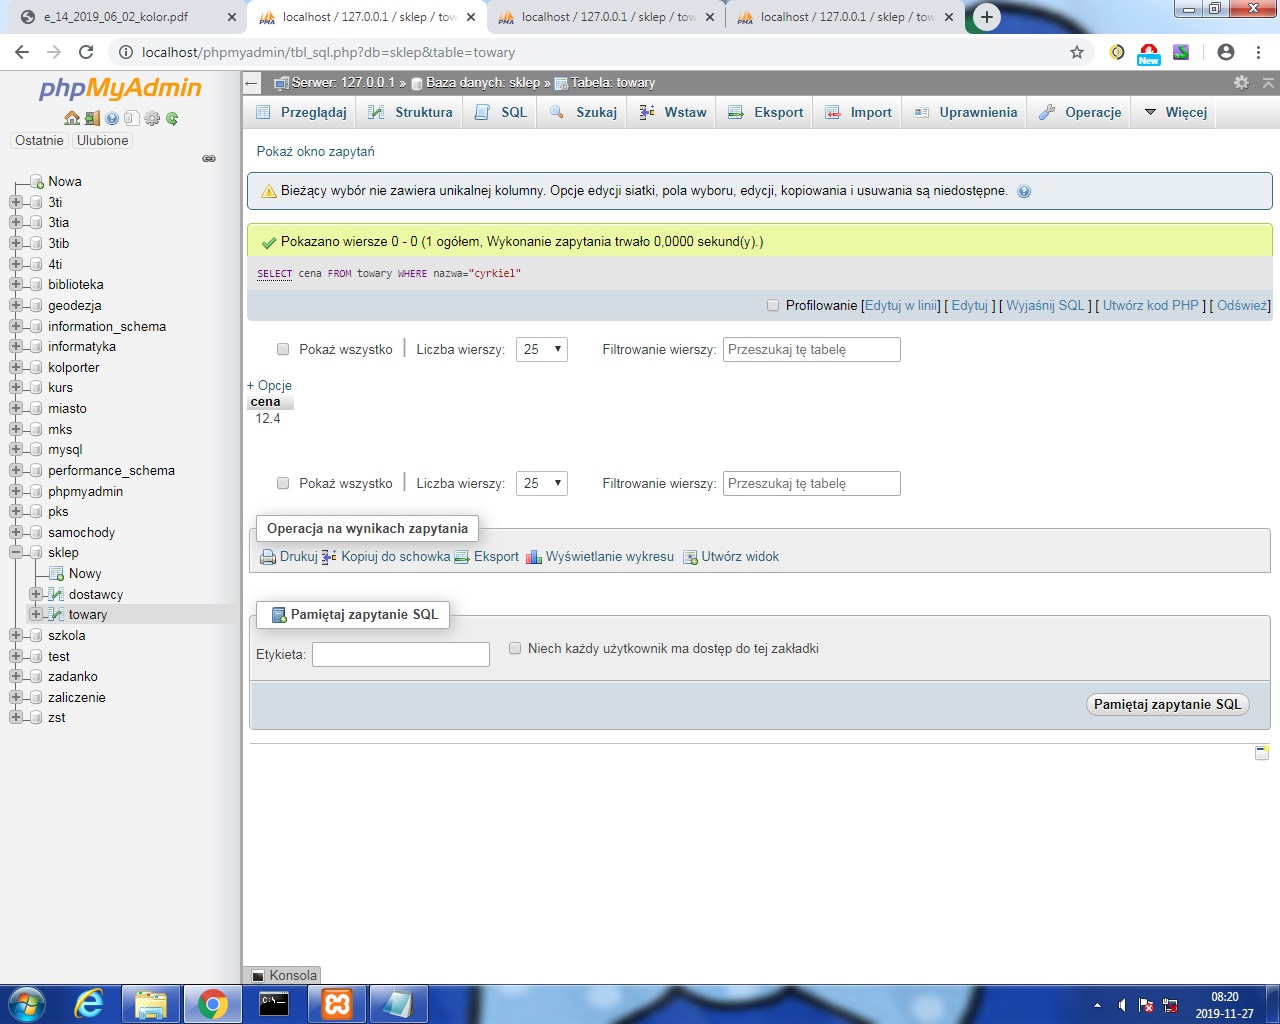 e_14_2019_06_02_kolor.pdf
localhost / 127.0.0.1 / sklep / tow
localhost / 127.0.0.1 / sklep / tow
localhost / 127.0.0.1 / sklep / tow
localhost/phpmyadmin/tbl_sql.php?db=sklep&table=towary
New
phpMyAdmin
Ostatnie Ulubione
Nowa
3ti
3tia
3tib
4ti
biblioteka
geodezja
information_schema
informatyka
kolporter
kurs
miasto
mks
mysql
performance_schema
phpmyadmin
pks
samochody
sklep
Nowy
dostawcy
towary
szkola
test
zadanko
zaliczenie
zst
Serwer: 127.0.0.1 » Baza danych: sklep » Tabela: towary
Przeglądaj Struktura SQL Szukaj Wstaw Eksport Import Uprawnienia Operacje Więcej
Pokaż okno zapytań
Bieżący wybór nie zawiera unikalnej kolumny. Opcje edycji siatki, pola wyboru, edycji, kopiowania i usuwania są niedostępne.
Pokazano wiersze 0 - 0 (1 ogółem, Wykonanie zapytania trwało 0,0000 sekund(y).)
SELECT cena FROM towary WHERE nazwa="cyrkiel"
Profilowanie [Edytuj w linii] [ Edytuj ] [ Wyjaśnij SQL ] [ Utwórz kod PHP ] [ Odśwież]
Pokaż wszystko Liczba wierszy: 25 Filtrowanie wierszy: Przeszukaj tę tabelę
+ Opcje
cena
12.4
Pokaż wszystko Liczba wierszy: 25 Filtrowanie wierszy: Przeszukaj tę tabelę
Operacja na wynikach zapytania
Drukuj Kopiuj do schowka Eksport Wyświetlanie wykresu Utwórz widok
Pamiętaj zapytanie SQL
Etykieta: Niech każdy użytkownik ma dostęp do tej zakładki
Pamiętaj zapytanie SQL
Konsola
C:\_
08:20
2019-11-27